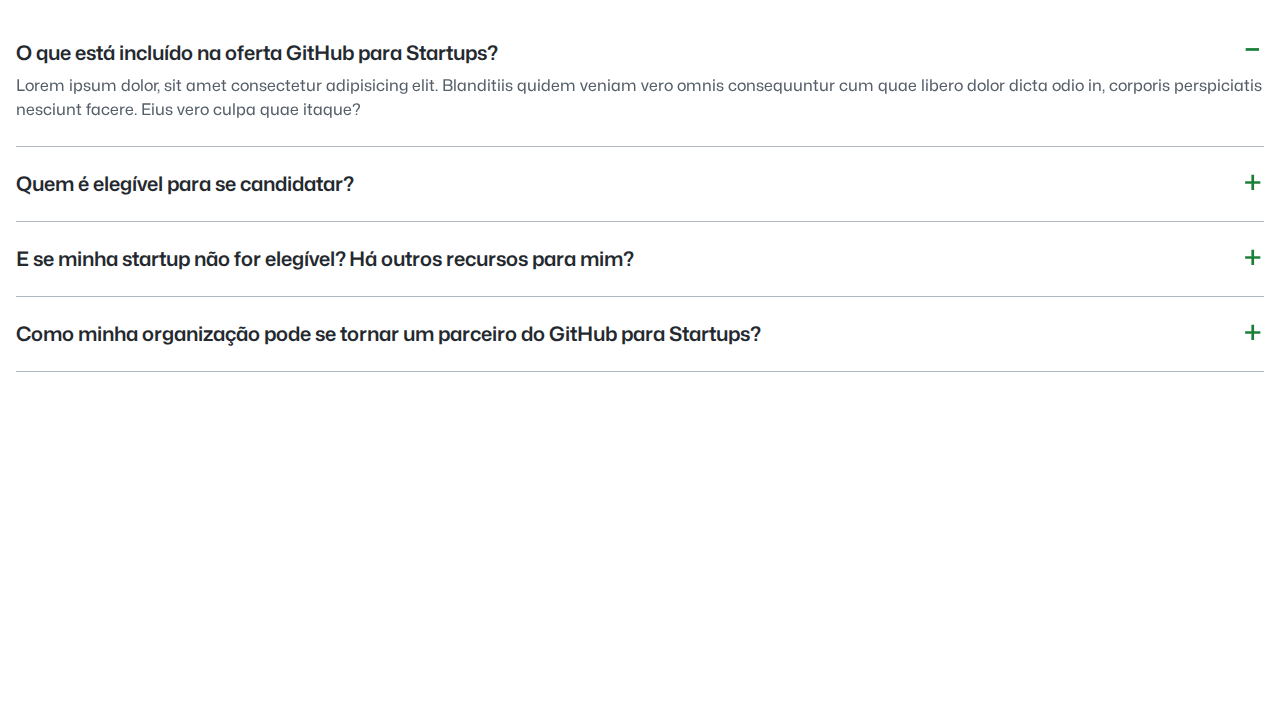 O que está incluído na oferta GitHub para Startups?
Lorem ipsum dolor, sit amet consectetur adipisicing elit. Blanditiis quidem veniam vero omnis consequuntur cum quae libero dolor dicta odio in, corporis perspiciatis
nesciunt facere. Eius vero culpa quae itaque?
Quem é elegível para se candidatar?
E se minha startup não for elegível? Há outros recursos para mim?
Como minha organização pode se tornar um parceiro do GitHub para Startups?